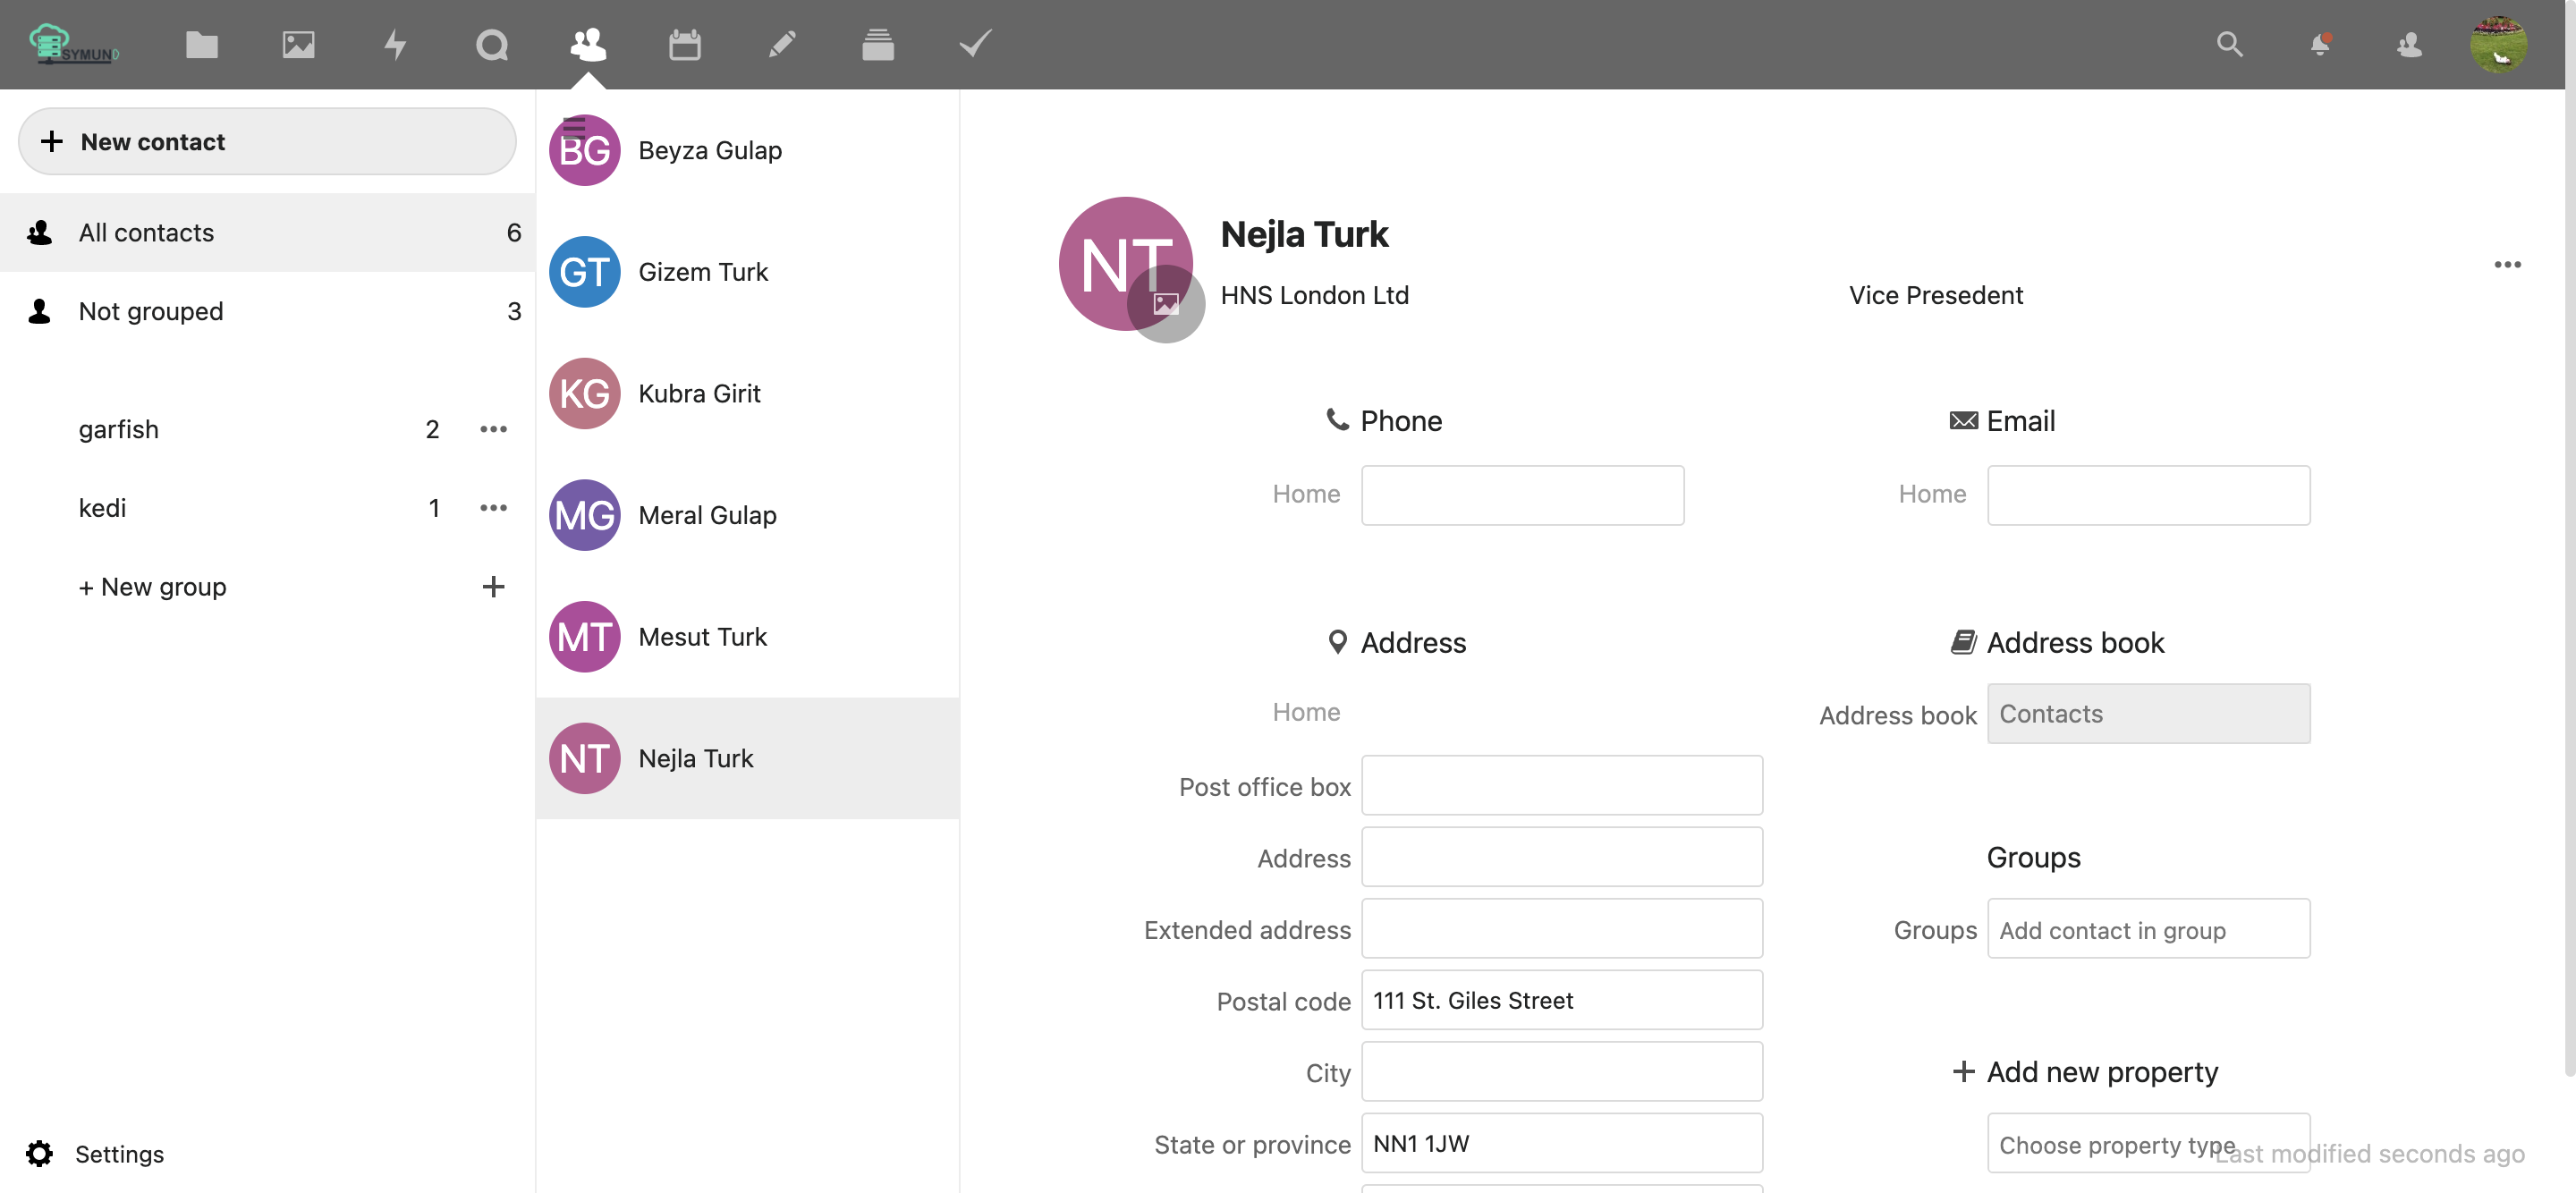 SYMUND
New contact
All contacts 6
Not grouped 3
garfish 2
kedi 1
+ New group
Settings
BG Beyza Gulap
GT Gizem Turk
KG Kubra Girit
MG Meral Gulap
MT Mesut Turk
NT Nejla Turk
NT
Nejla Turk
HNS London Ltd Vice Presedent
Phone
Home
Email
Home
Address
Home
Post office box
Address
Extended address
Postal code 111 St. Giles Street
City
State or province NN1 1JW
Address book
Address book Contacts
Groups
Groups Add contact in group
Add new property
Choose property type
Last modified seconds ago